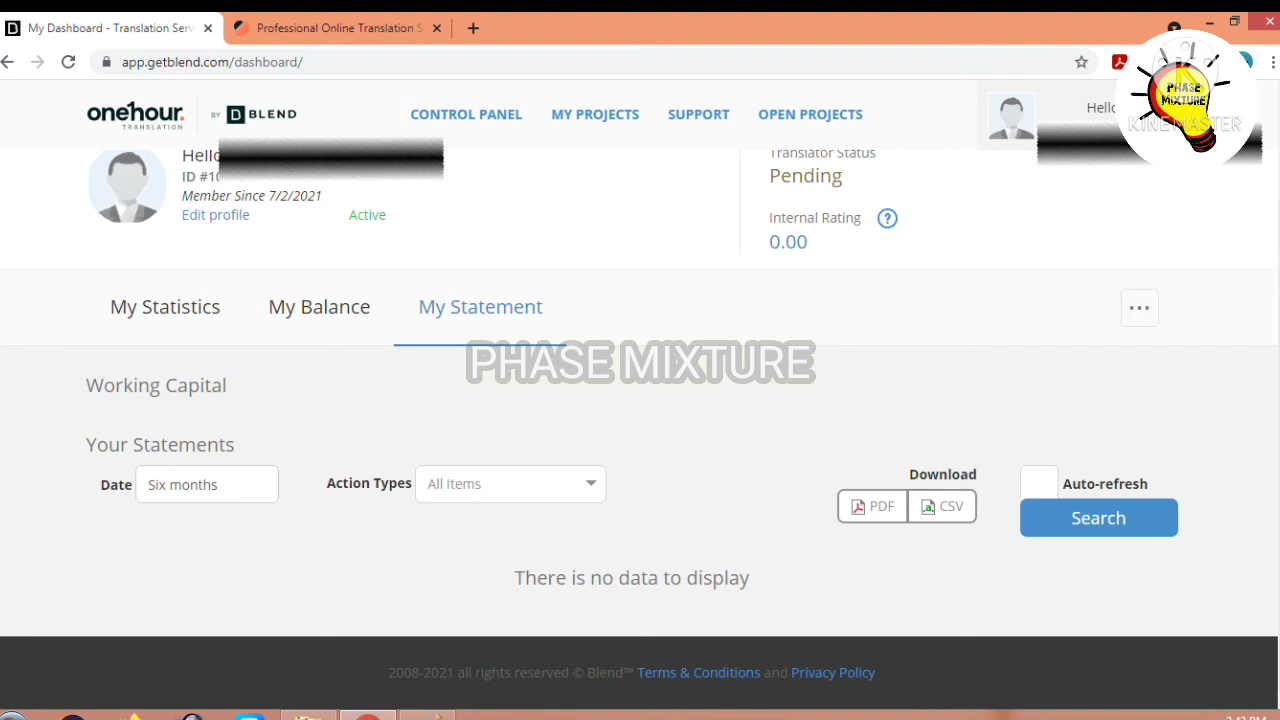 My Dashboard - Translation Serv
Professional Online Translation S
app.getblend.com/dashboard/
onehour.
TRANSLATION
BY BLEND
CONTROL PANEL
MY PROJECTS
SUPPORT
OPEN PROJECTS
Hello
PHASE
MIXTURE
KINEMASTER
Hello
ID #10
Member Since 7/2/2021
Edit profile
Active
Translator Status
Pending
Internal Rating
0.00
My Statistics
My Balance
My Statement
PHASE MIXTURE
Working Capital
Your Statements
Date
Six months
Action Types
All Items
Download
PDF
CSV
Auto-refresh
Search
There is no data to display
2008-2021 all rights reserved © Blend™ Terms & Conditions and Privacy Policy